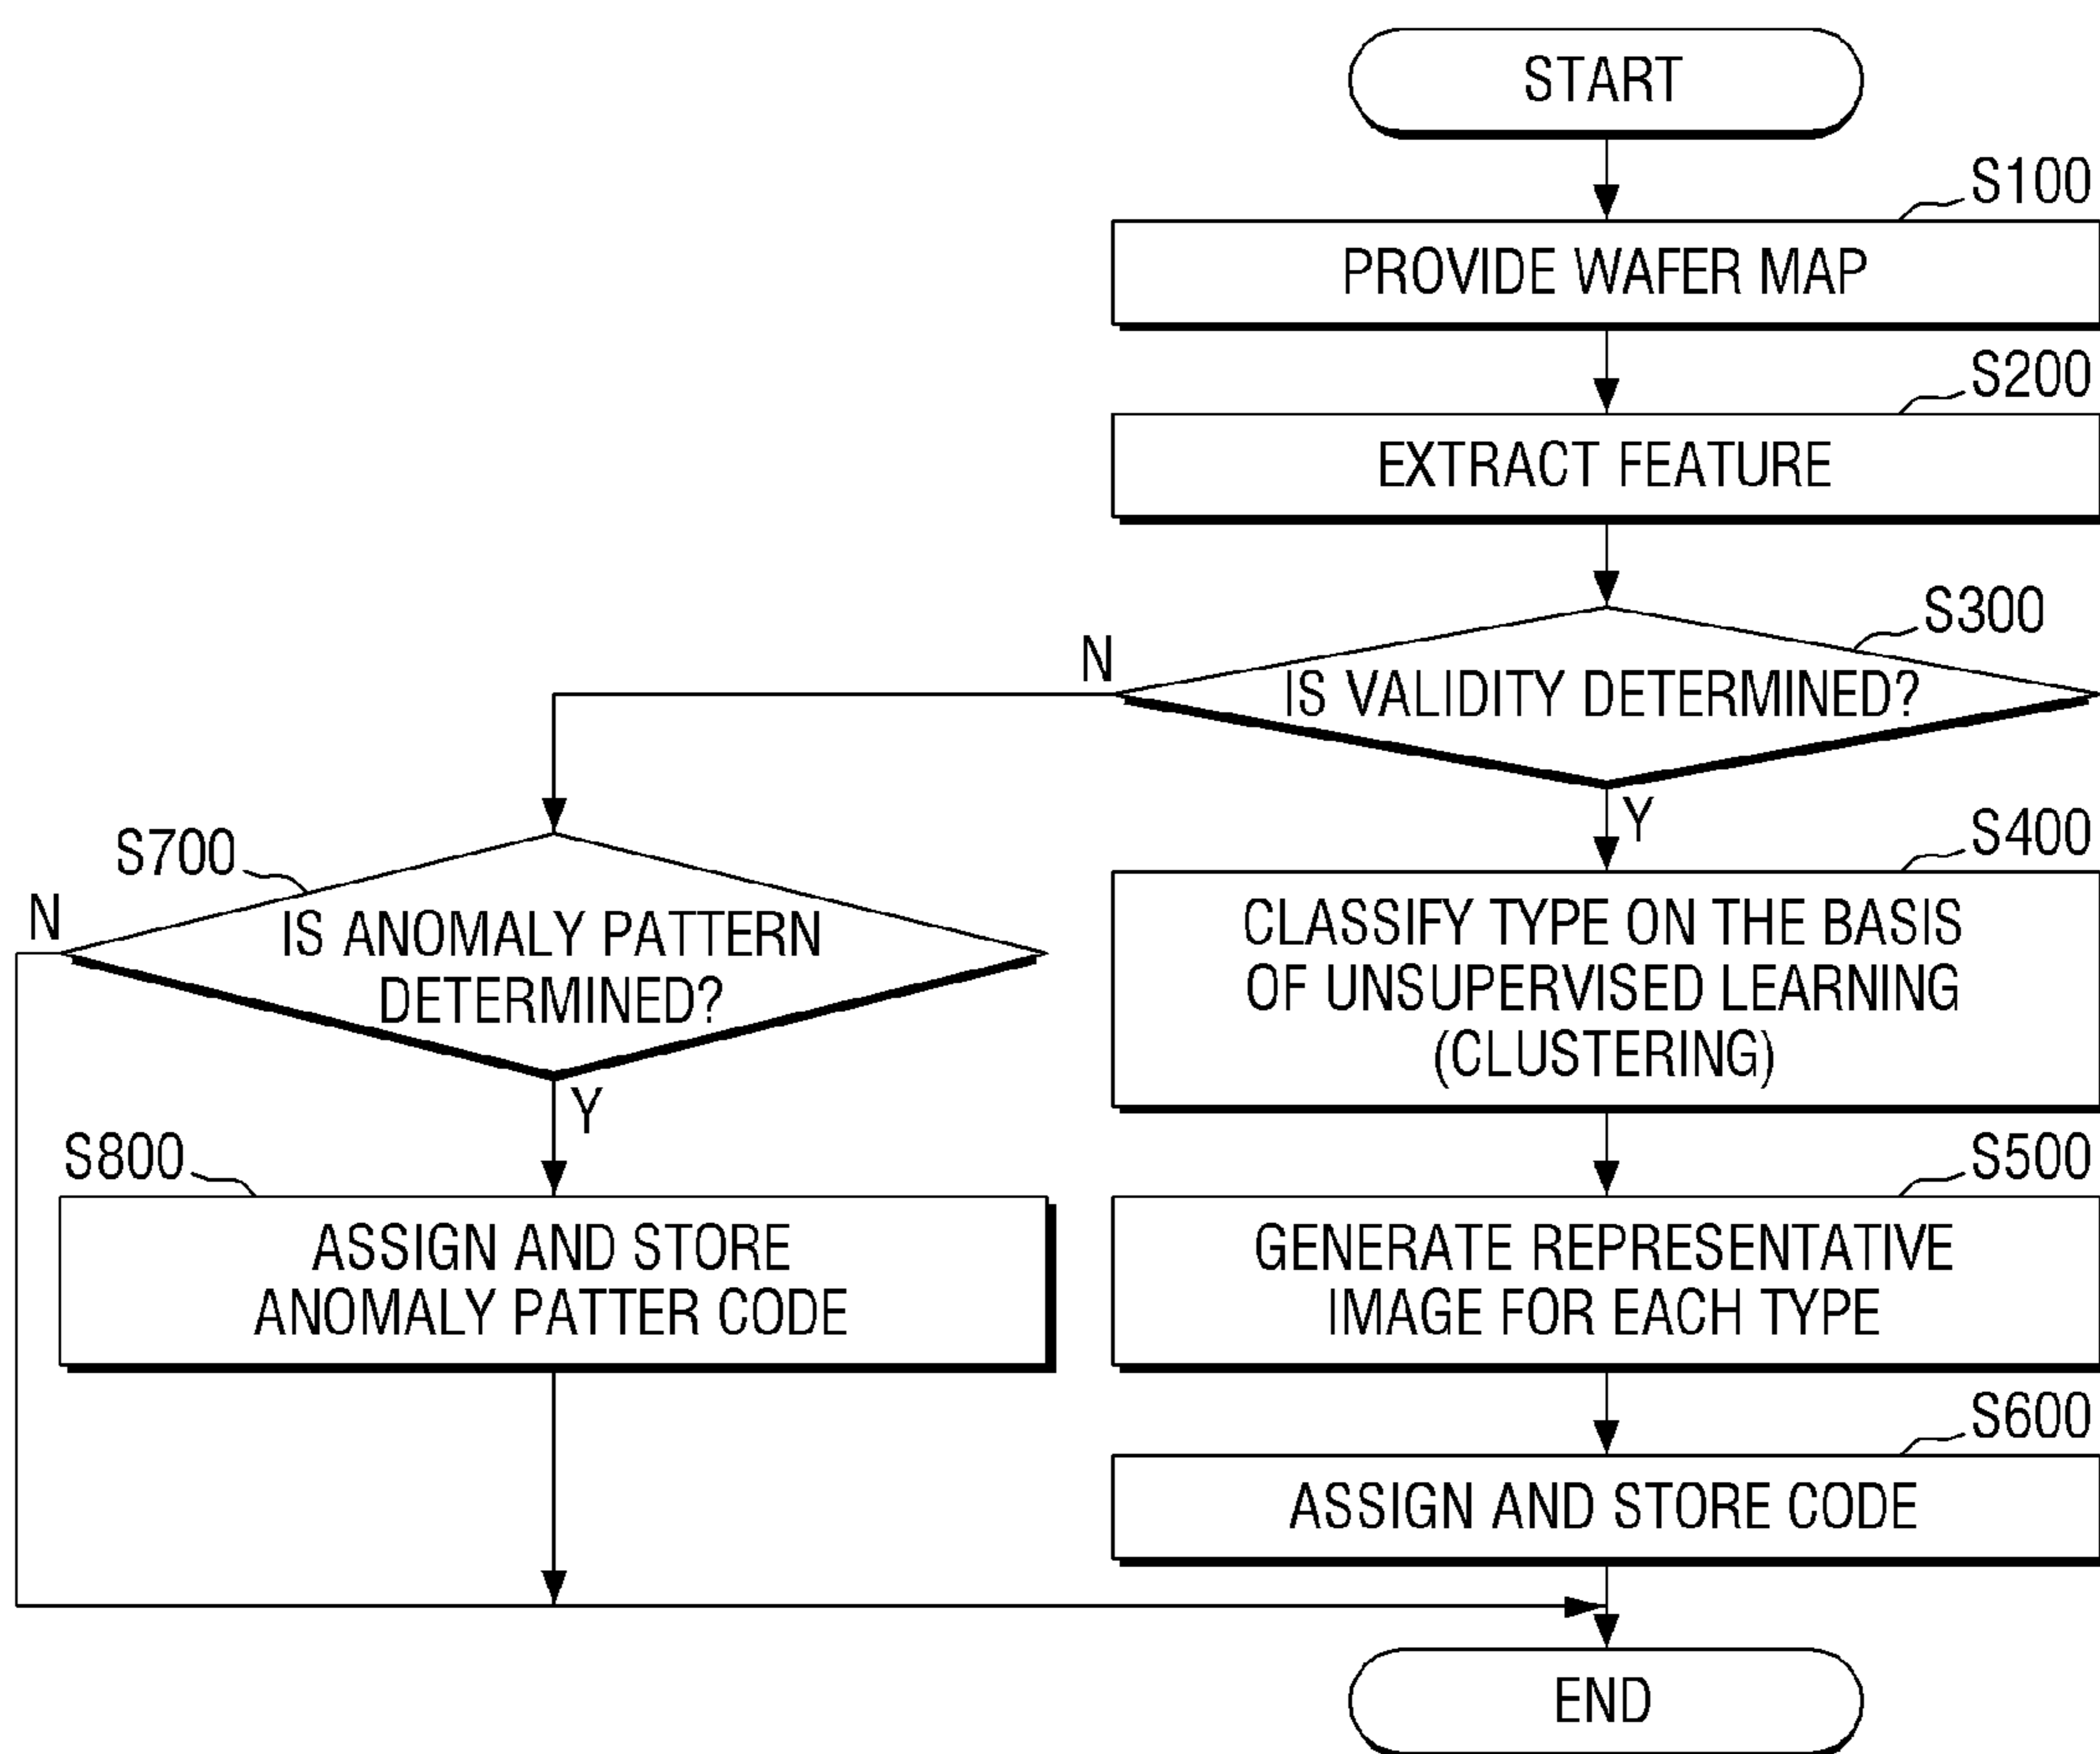 START
S100
PROVIDE WAFER MAP
S200
EXTRACT FEATURE
S300
N
IS VALIDITY DETERMINED?
Y
S400
CLASSIFY TYPE ON THE BASIS
OF UNSUPERVISED LEARNING
(CLUSTERING)
S700
N
IS ANOMALY PATTERN
DETERMINED?
Y
S800
ASSIGN AND STORE
ANOMALY PATTER CODE
S500
GENERATE REPRESENTATIVE
IMAGE FOR EACH TYPE
S600
ASSIGN AND STORE CODE
END